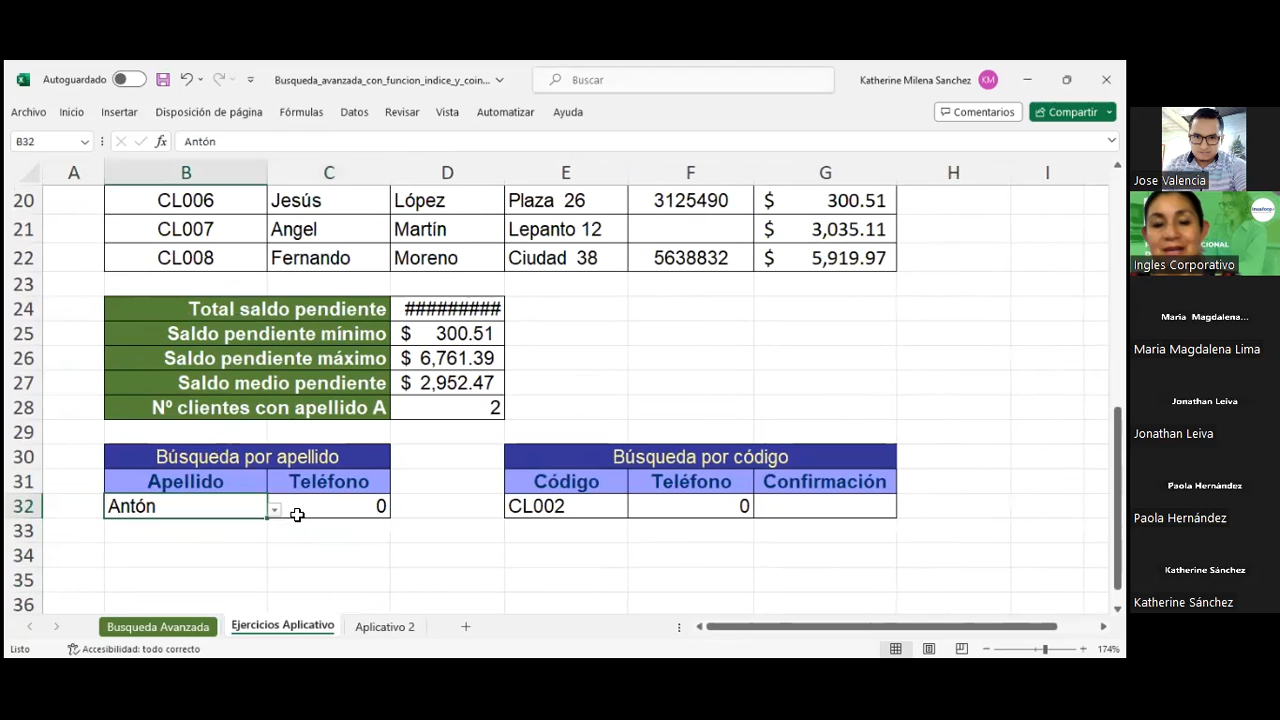 Autoguardado
Busqueda_avanzada_con_funcion_indice_y_coin...
Buscar
Katherine Milena Sanchez
KM
Archivo Inicio Insertar Disposición de página Fórmulas Datos Revisar Vista Automatizar Ayuda
Comentarios
Compartir
B32
fx
Antón
A B C D E F G H I
20 CL006 Jesús López Plaza 26 3125490 $ 300.51
21 CL007 Angel Martín Lepanto 12 $ 3,035.11
22 CL008 Fernando Moreno Ciudad 38 5638832 $ 5,919.97
23
24 Total saldo pendiente #########
25 Saldo pendiente mínimo $ 300.51
26 Saldo pendiente máximo $ 6,761.39
27 Saldo medio pendiente $ 2,952.47
28 Nº clientes con apellido A 2
29
30 Búsqueda por apellido Búsqueda por código
31 Apellido Teléfono Código Teléfono Confirmación
32 Antón 0 CL002 0
33
34
35
36
Busqueda Avanzada Ejercicios Aplicativo Aplicativo 2
Listo
Accesibilidad: todo correcto
174%
Jose Valencia
Ingles Corporativo
Maria Magdalena...
Maria Magdalena Lima
Jonathan Leiva
Jonathan Leiva
Paola Hernández
Paola Hernández
Katherine Sánchez
Katherine Sánchez